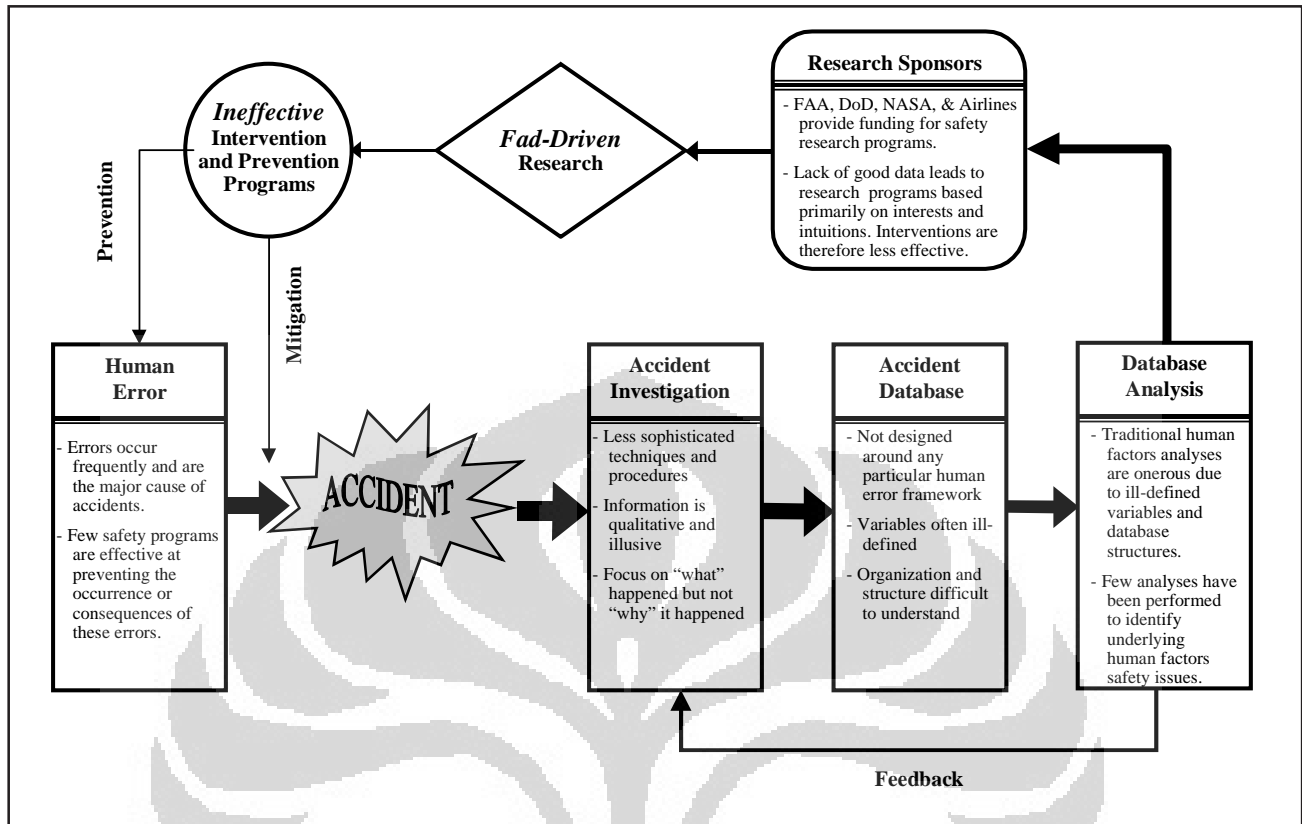 Research Sponsors
- FAA, DoD, NASA, & Airlines
provide funding for safety
research programs.
- Lack of good data leads to
research programs based
primarily on interests and
intuitions. Interventions are
therefore less effective.
Fad-Driven
Research
Ineffective
Intervention
and Prevention
Programs
Prevention
Mitigation
Human
Error
- Errors occur
frequently and are
the major cause of
accidents.
- Few safety programs
are effective at
preventing the
occurrence or
consequences of
these errors.
ACCIDENT
Accident
Investigation
- Less sophisticated
techniques and
procedures
- Information is
qualitative and
illusive
- Focus on “what”
happened but not
“why” it happened
Accident
Database
- Not designed
around any
particular human
error framework
- Variables often ill-
defined
- Organization and
structure difficult
to understand
Database
Analysis
- Traditional human
factors analyses
are onerous due
to ill-defined
variables and
database
structures.
- Few analyses have
been performed
to identify
underlying
human factors
safety issues.
Feedback